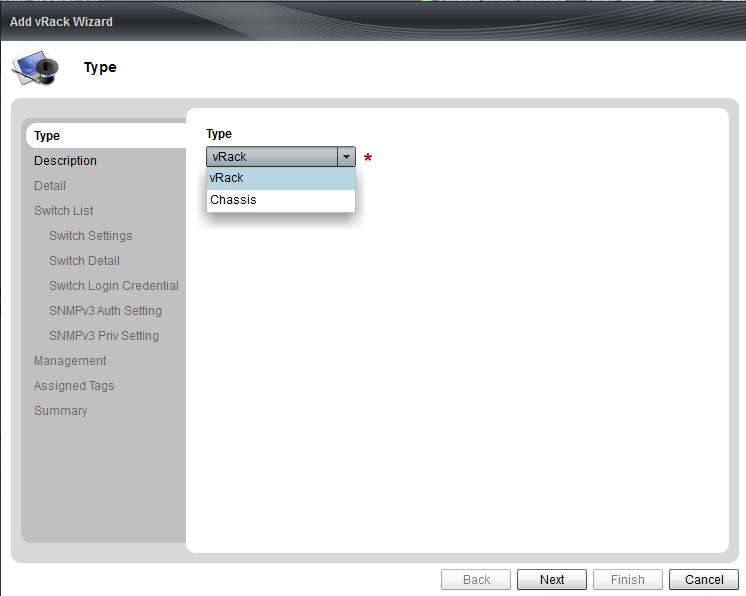 Add vRack Wizard
Type
Type
Description
Detail
Switch List
Switch Settings
Switch Detail
Switch Login Credential
SNMPv3 Auth Setting
SNMPv3 Priv Setting
Management
Assigned Tags
Summary
Type
vRack *
vRack
Chassis
Back Next Finish Cancel